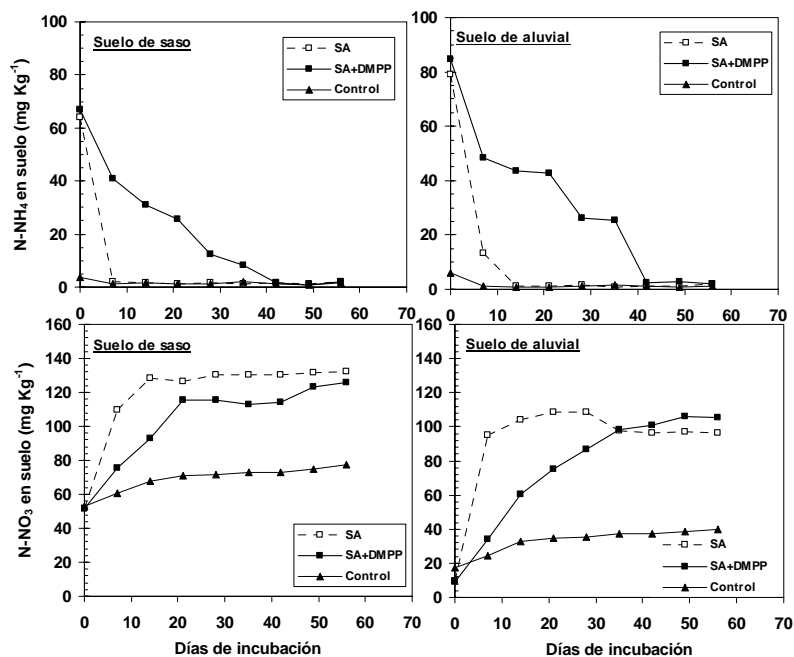 N-NH4 en suelo (mg Kg-1)
100
80
60
40
20
0
Suelo de saso
SA
SA+DMPP
Control
0 10 20 30 40 50 60 70
100
80
60
40
20
0
Suelo de aluvial
SA
SA+DMPP
Control
0 10 20 30 40 50 60 70
N-NO3 en suelo (mg Kg-1)
160
140
120
100
80
60
40
20
0
Suelo de saso
SA
SA+DMPP
Control
0 10 20 30 40 50 60 70
Días de incubación
160
140
120
100
80
60
40
20
0
Suelo de aluvial
SA
SA+DMPP
Control
0 10 20 30 40 50 60 70
Días de incubación